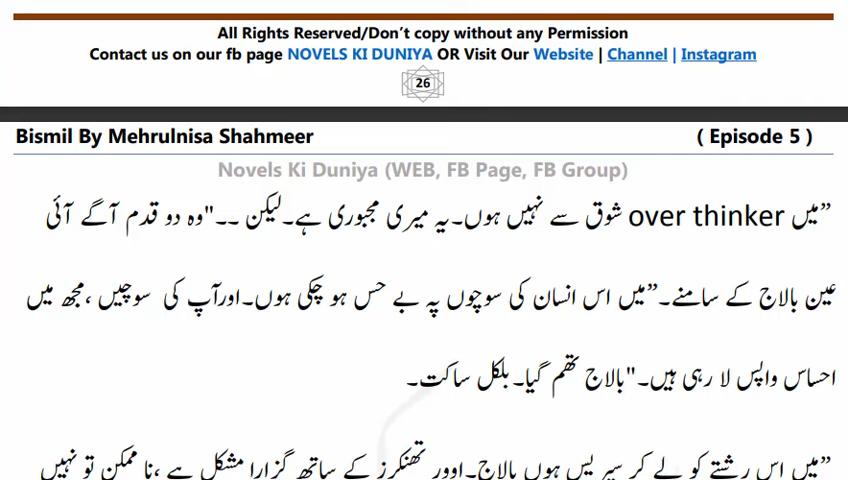 All Rights Reserved/Don’t copy without any Permission
Contact us on our fb page NOVELS KI DUNIYA OR Visit Our Website | Channel | Instagram
26
Bismil By Mehrulnisa Shahmeer ( Episode 5 )
Novels Ki Duniya (WEB, FB Page, FB Group)
”میں over thinker شوق سے نہیں ہوں۔یہ میری مجبوری ہے۔لیکن ۔۔"وہ دو قدم آگے آئی
عین بالاج کے سامنے۔”میں اس انسان کی سوچوں پہ بے حس ہو چکی ہوں۔اورآپ کی سوچیں ،مجھ میں
احساس واپس لا رہی ہیں۔"بالاج تھم گیا۔بلکل ساکت۔
”میں اس رشتے کو لے کر سیریس ہوں بالاج۔اوور تھنکرز کے ساتھ گزارا مشکل ہے ،نا ممکن تو نہیں